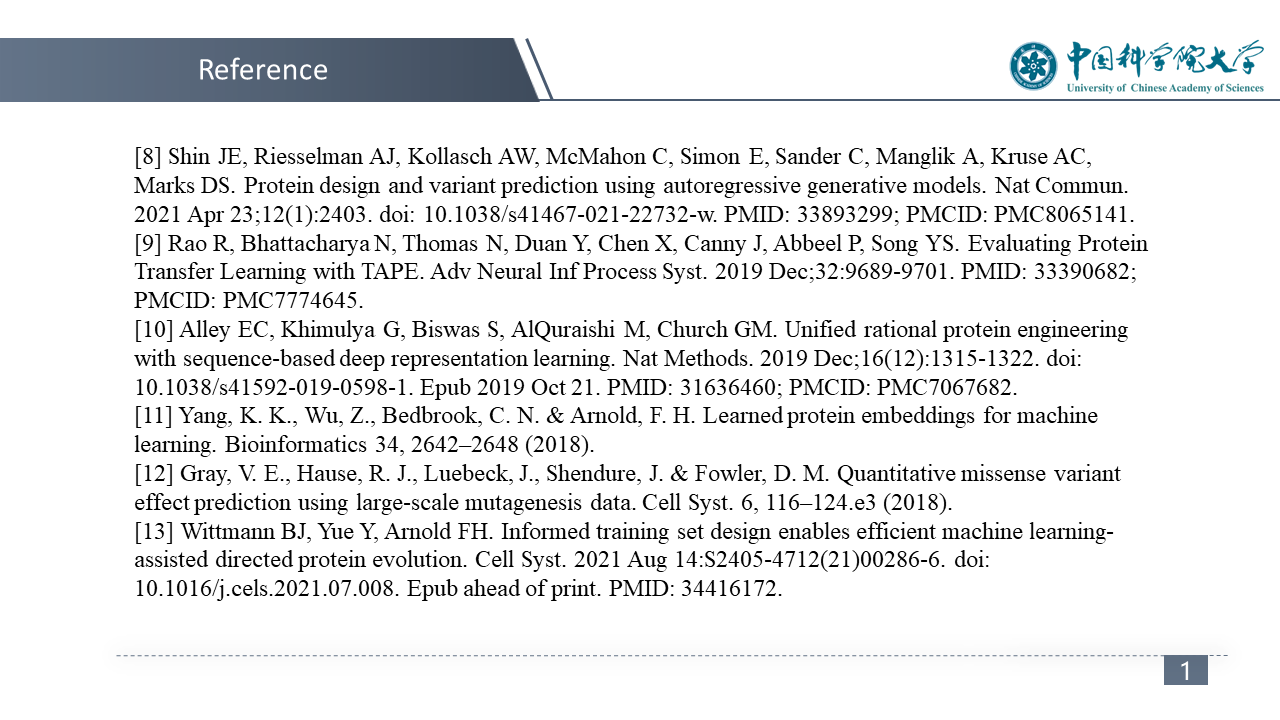 Reference
中国科学院大学
University of Chinese Academy of Sciences
[8] Shin JE, Riesselman AJ, Kollasch AW, McMahon C, Simon E, Sander C, Manglik A, Kruse AC,
Marks DS. Protein design and variant prediction using autoregressive generative models. Nat Commun.
2021 Apr 23;12(1):2403. doi: 10.1038/s41467-021-22732-w. PMID: 33893299; PMCID: PMC8065141.
[9] Rao R, Bhattacharya N, Thomas N, Duan Y, Chen X, Canny J, Abbeel P, Song YS. Evaluating Protein
Transfer Learning with TAPE. Adv Neural Inf Process Syst. 2019 Dec;32:9689-9701. PMID: 33390682;
PMCID: PMC7774645.
[10] Alley EC, Khimulya G, Biswas S, AlQuraishi M, Church GM. Unified rational protein engineering
with sequence-based deep representation learning. Nat Methods. 2019 Dec;16(12):1315-1322. doi:
10.1038/s41592-019-0598-1. Epub 2019 Oct 21. PMID: 31636460; PMCID: PMC7067682.
[11] Yang, K. K., Wu, Z., Bedbrook, C. N. & Arnold, F. H. Learned protein embeddings for machine
learning. Bioinformatics 34, 2642–2648 (2018).
[12] Gray, V. E., Hause, R. J., Luebeck, J., Shendure, J. & Fowler, D. M. Quantitative missense variant
effect prediction using large-scale mutagenesis data. Cell Syst. 6, 116–124.e3 (2018).
[13] Wittmann BJ, Yue Y, Arnold FH. Informed training set design enables efficient machine learning-
assisted directed protein evolution. Cell Syst. 2021 Aug 14:S2405-4712(21)00286-6. doi:
10.1016/j.cels.2021.07.008. Epub ahead of print. PMID: 34416172.
1